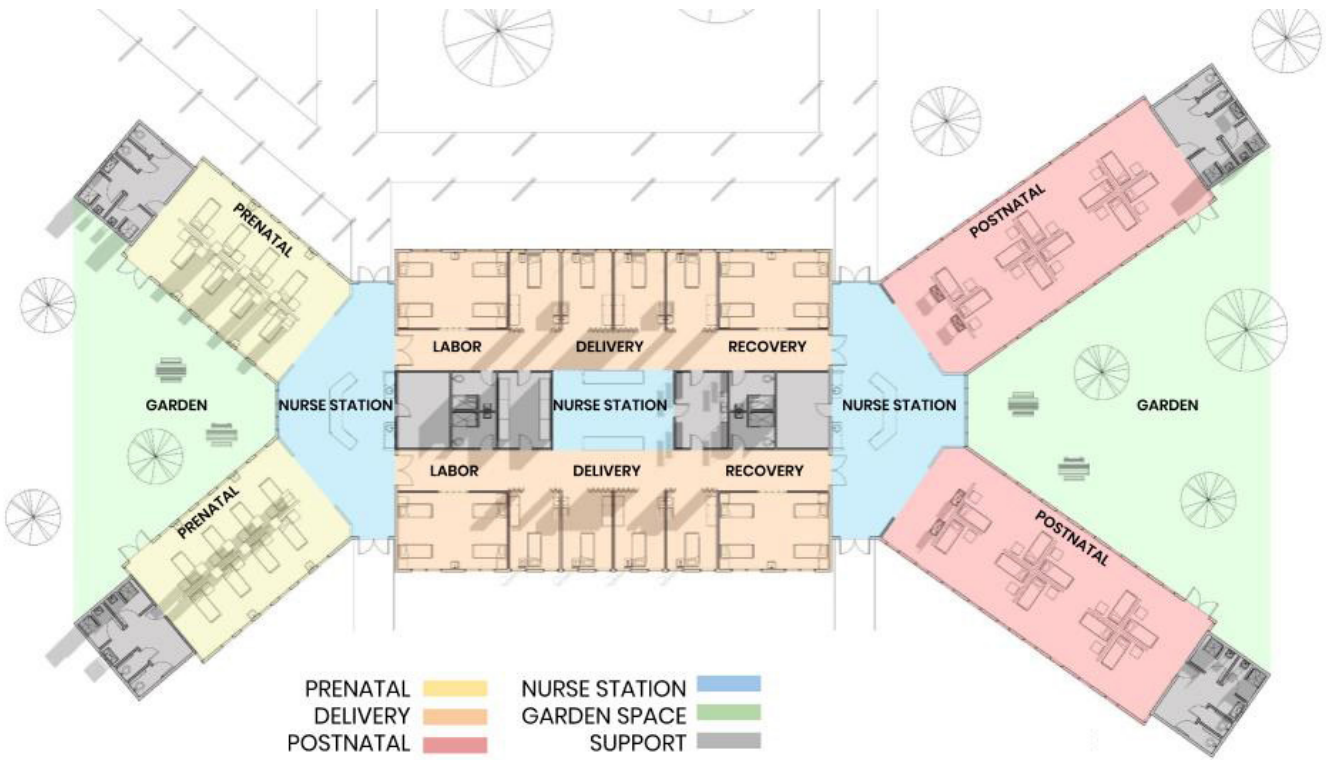 PRENATAL
POSTNATAL
LABOR
DELIVERY
RECOVERY
GARDEN
NURSE STATION
NURSE STATION
NURSE STATION
GARDEN
LABOR
DELIVERY
RECOVERY
PRENATAL
POSTNATAL
PRENATAL
DELIVERY
POSTNATAL
NURSE STATION
GARDEN SPACE
SUPPORT